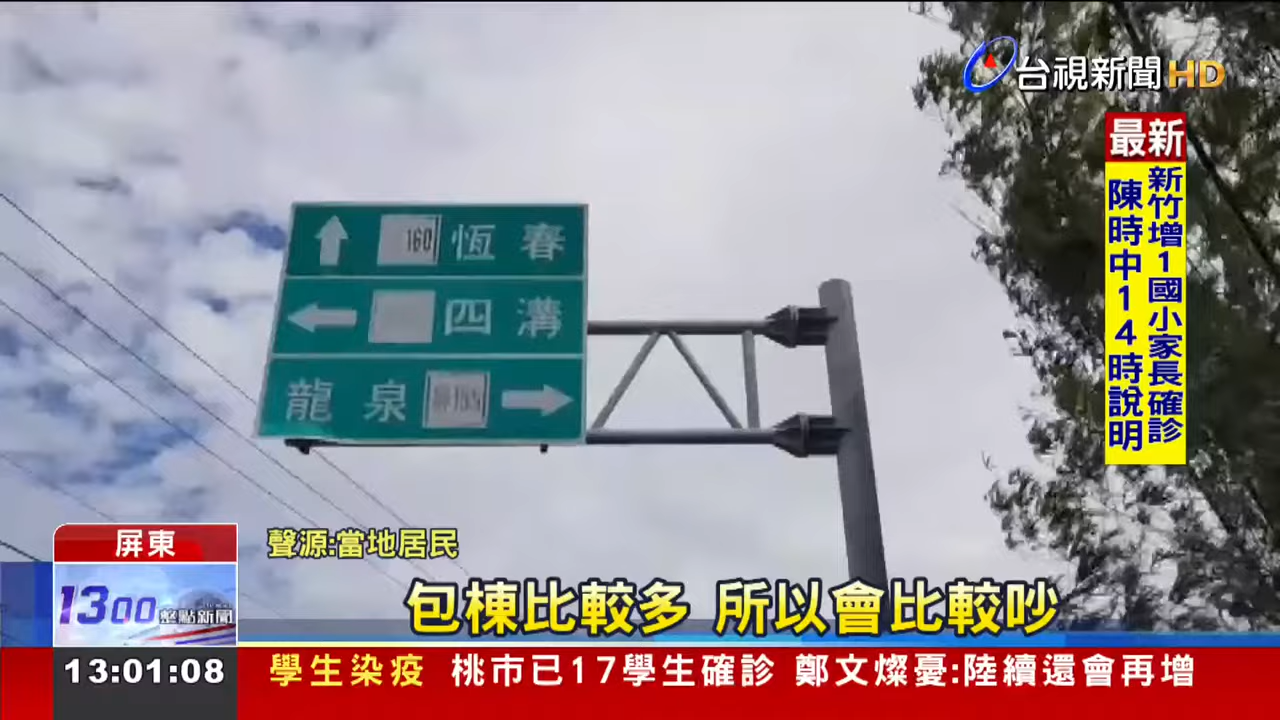 台視新聞HD
最新
新竹增1國小家長確診
陳時中14時說明
160 恆春
四溝
龍泉
屏東
聲源:當地居民
1300 整點新聞
包棟比較多 所以會比較吵
13:01:08
學生染疫 桃市已17學生確診 鄭文燦憂:陸續還會再增